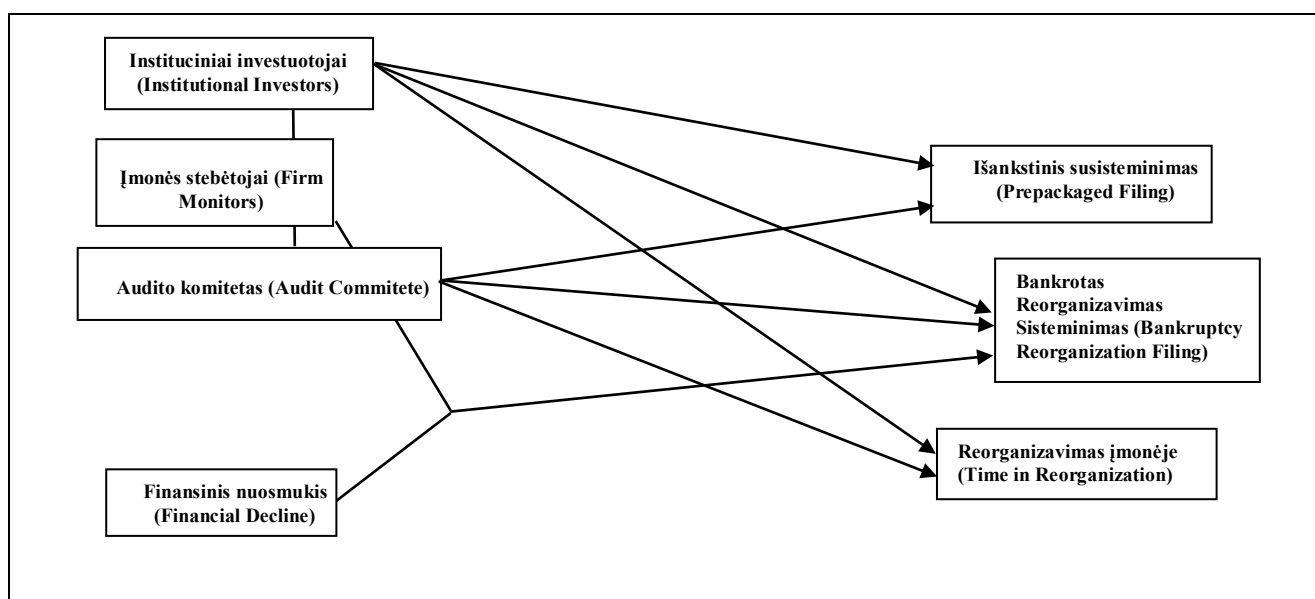 Instituciniai investuotojai
(Institutional Investors)
Įmonės stebėtojai (Firm
Monitors)
Audito komitetas (Audit Commitete)
Finansinis nuosmukis
(Financial Decline)
Išankstinis susisteminimas
(Prepackaged Filing)
Bankrotas
Reorganizavimas
Sisteminimas (Bankruptcy
Reorganization Filing)
Reorganizavimas įmonėje
(Time in Reorganization)